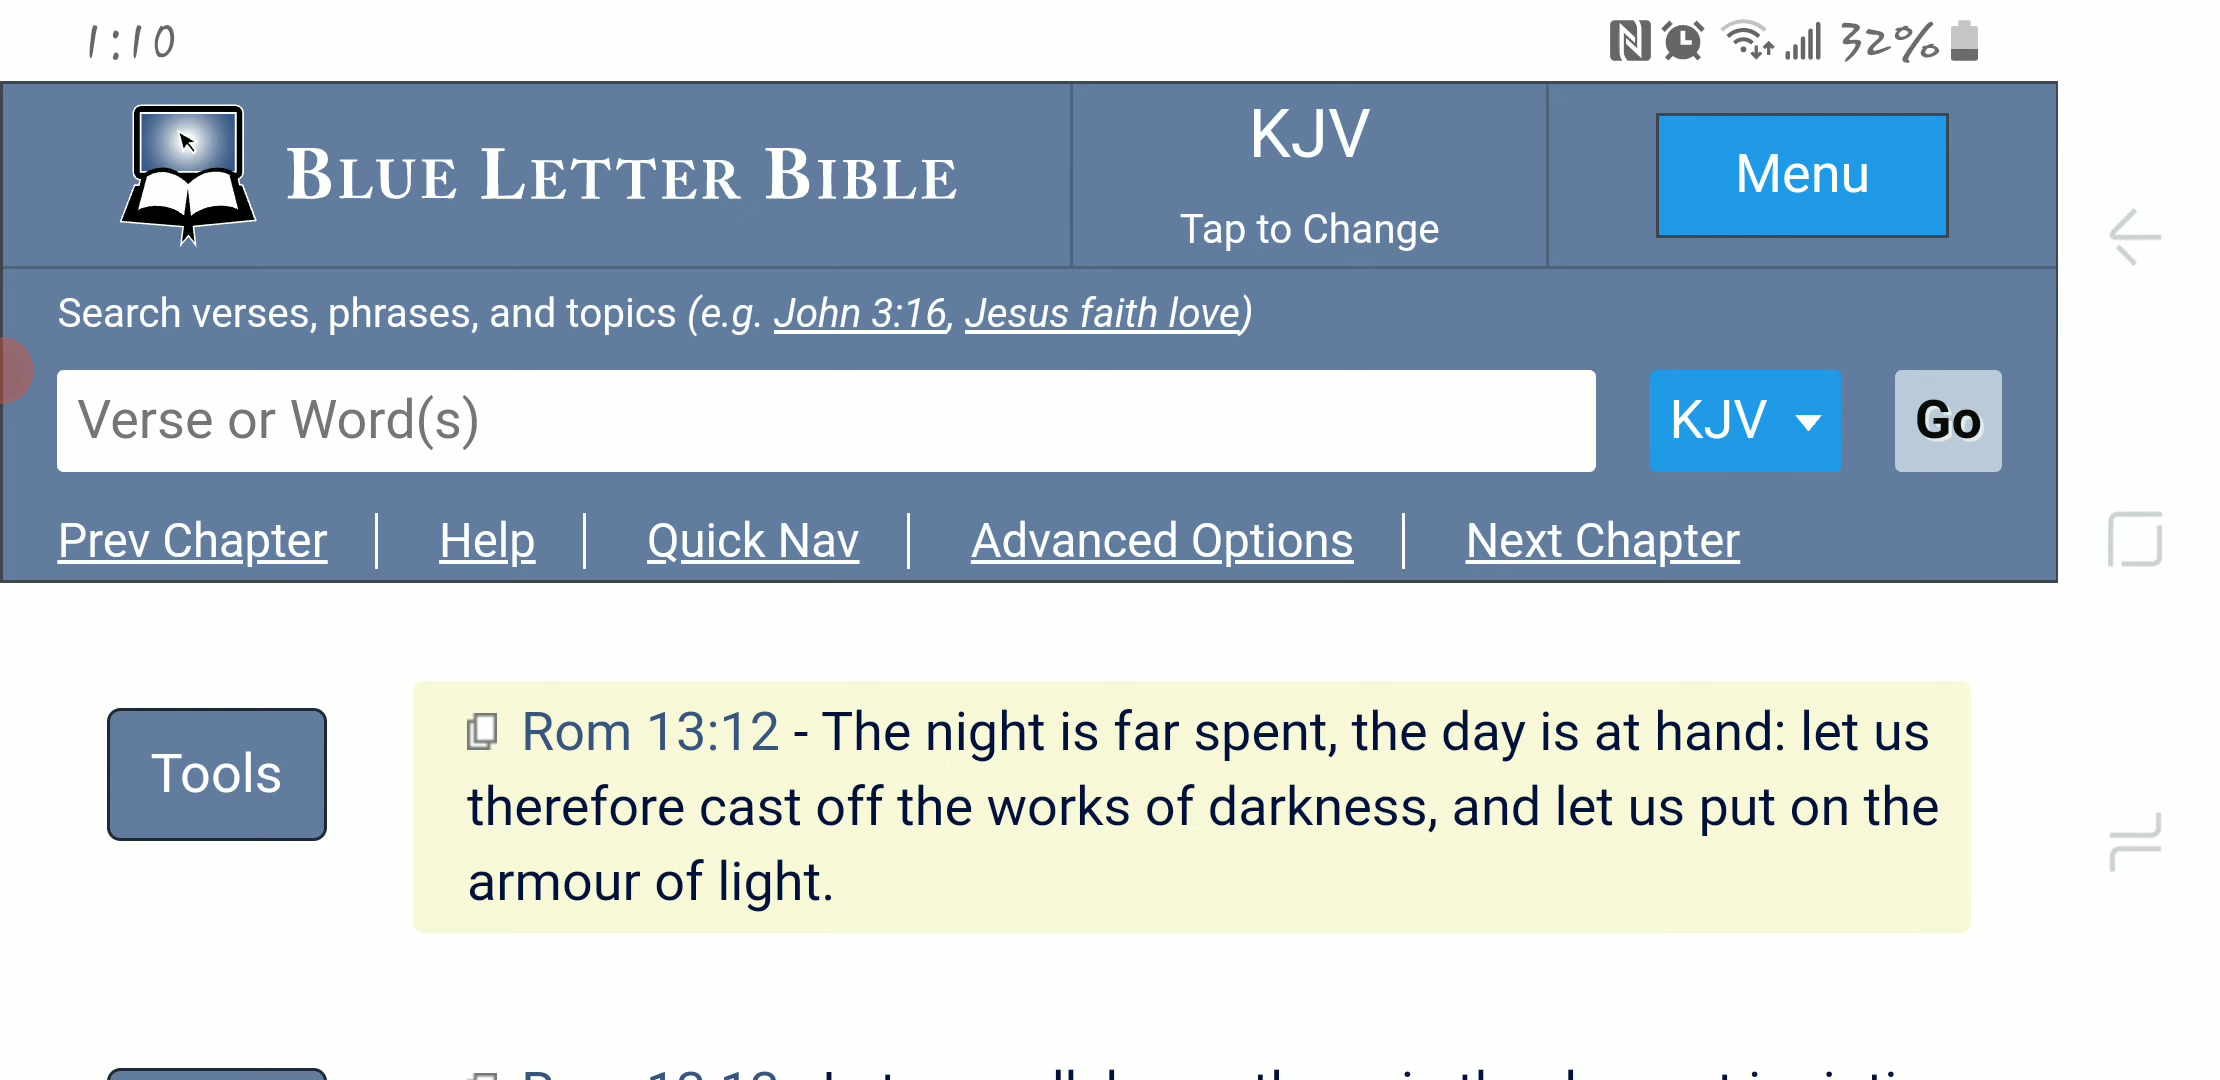 1:10 32%
BLUE LETTER BIBLE
KJV
Tap to Change
Menu
Search verses, phrases, and topics (e.g. John 3:16, Jesus faith love)
Verse or Word(s) KJV Go
Prev Chapter | Help | Quick Nav | Advanced Options | Next Chapter
Tools
Rom 13:12 - The night is far spent, the day is at hand: let us
therefore cast off the works of darkness, and let us put on the
armour of light.